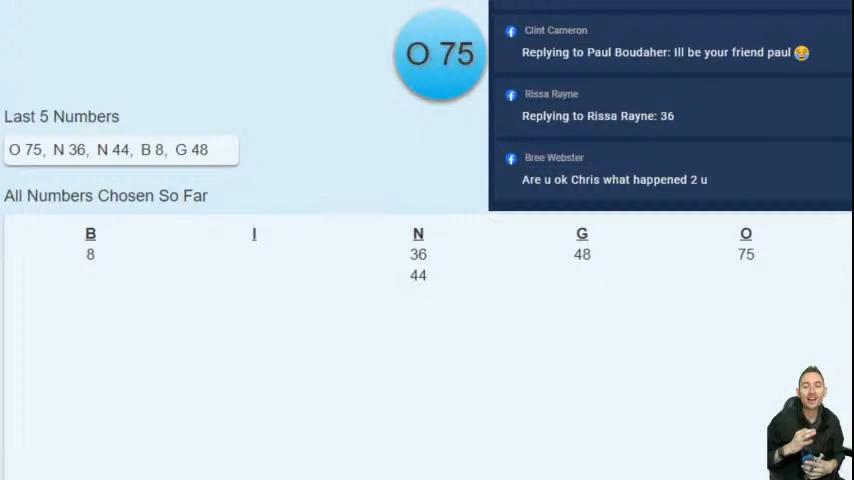 O 75
Clint Cameron
Replying to Paul Boudaher: Ill be your friend paul 😂
Rissa Rayne
Replying to Rissa Rayne: 36
Bree Webster
Are u ok Chris what happened 2 u
Last 5 Numbers
O 75, N 36, N 44, B 8, G 48
All Numbers Chosen So Far
B I N G O
8 36 48 75
44